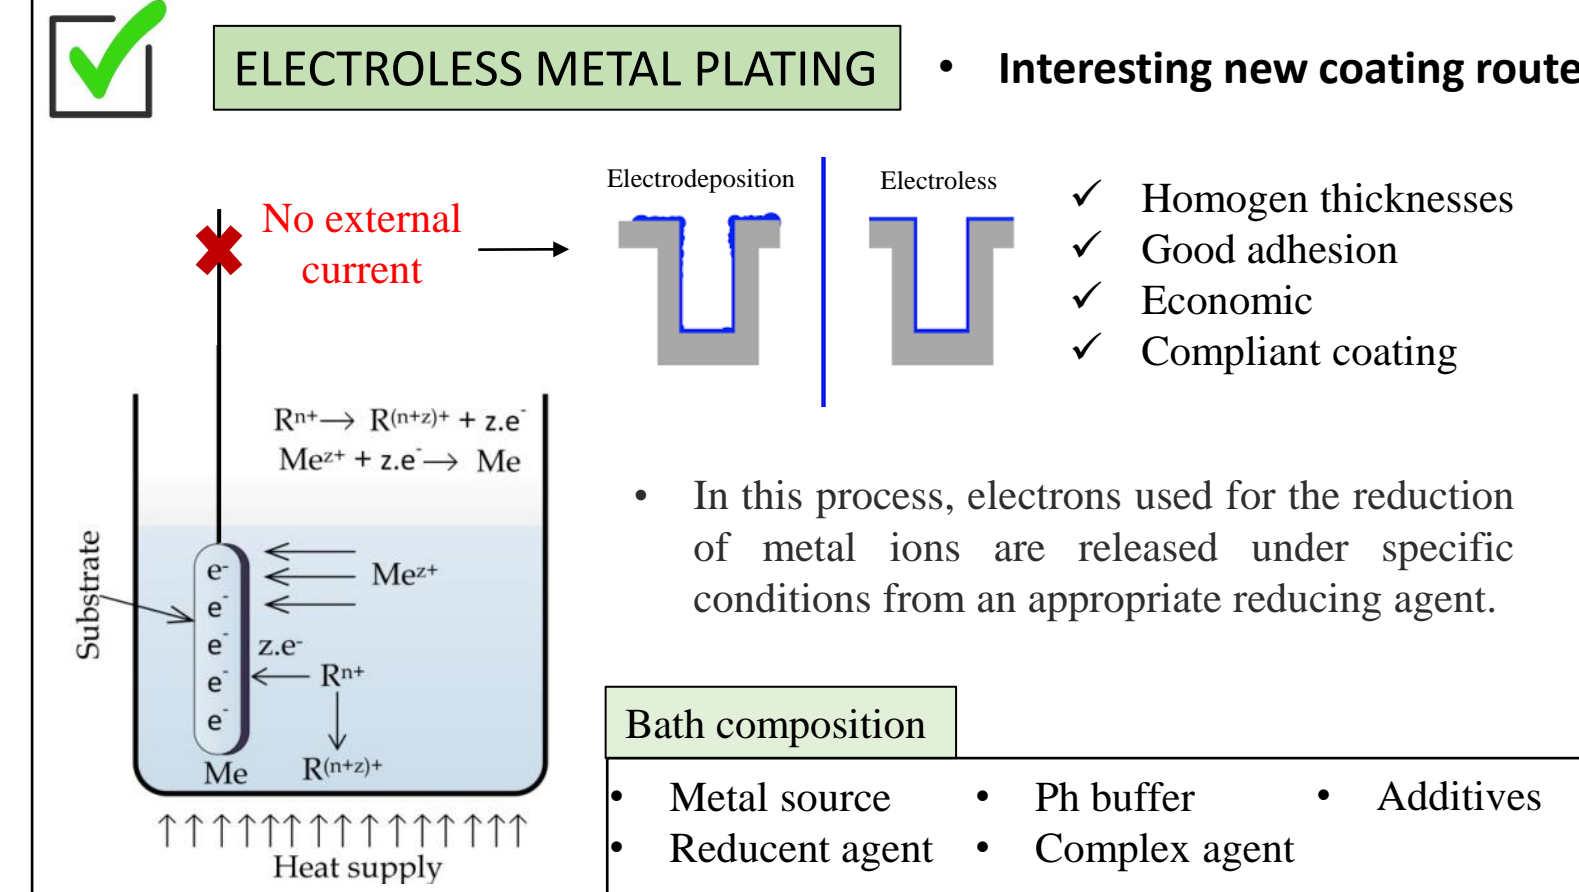 ELECTROLESS METAL PLATING
• Interesting new coating route
No external
current
Electrodeposition
Electroless
✓ Homogen thicknesses
✓ Good adhesion
✓ Economic
✓ Compliant coating
Rⁿ⁺→ R⁽ⁿ⁺ᶻ⁾⁺ + z.e⁻
Meᶻ⁺ + z.e⁻→ Me
• In this process, electrons used for the reduction
of metal ions are released under specific
conditions from an appropriate reducing agent.
Substrate
e⁻
e⁻
e⁻
e⁻
e⁻
Meᶻ⁺
z.e⁻
Rⁿ⁺
Me
R⁽ⁿ⁺ᶻ⁾⁺
Heat supply
Bath composition
• Metal source
• Reducent agent
• Ph buffer
• Complex agent
• Additives